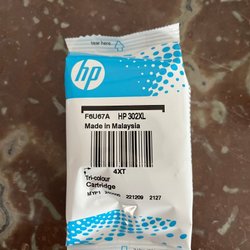 tear here
hp
F6U67A HP 302XL
Made in Malaysia
4XT
Tri-colour
Cartridge
221209 2127